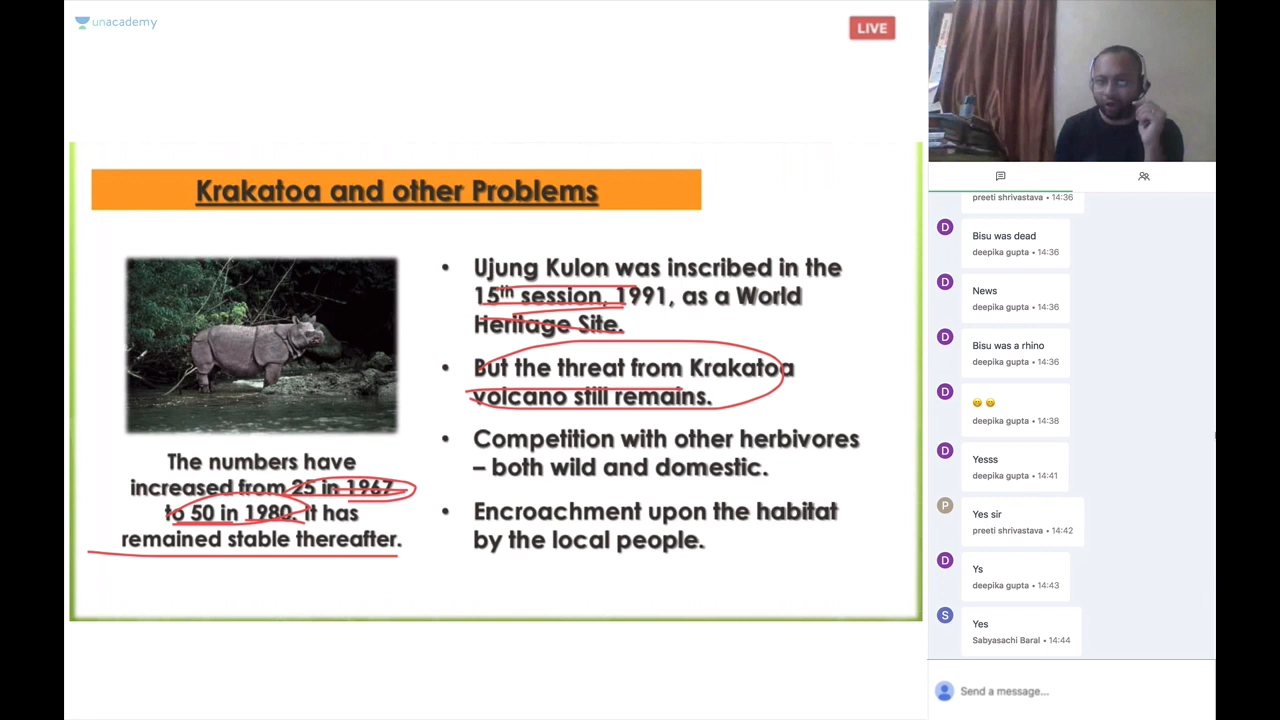 unacademy
LIVE
Krakatoa and other Problems
The numbers have
increased from 25 in 1967
to 50 in 1980. It has
remained stable thereafter.
• Ujung Kulon was inscribed in the
15th session, 1991, as a World
Heritage Site.
• But the threat from Krakatoa
volcano still remains.
• Competition with other herbivores
– both wild and domestic.
• Encroachment upon the habitat
by the local people.
preeti shrivastava • 14:36
D
Bisu was dead
deepika gupta • 14:36
D
News
deepika gupta • 14:36
D
Bisu was a rhino
deepika gupta • 14:36
D
😄 😄
deepika gupta • 14:38
D
Yesss
deepika gupta • 14:41
P
Yes sir
preeti shrivastava • 14:42
D
Ys
deepika gupta • 14:43
S
Yes
Sabyasachi Baral • 14:44
Send a message...